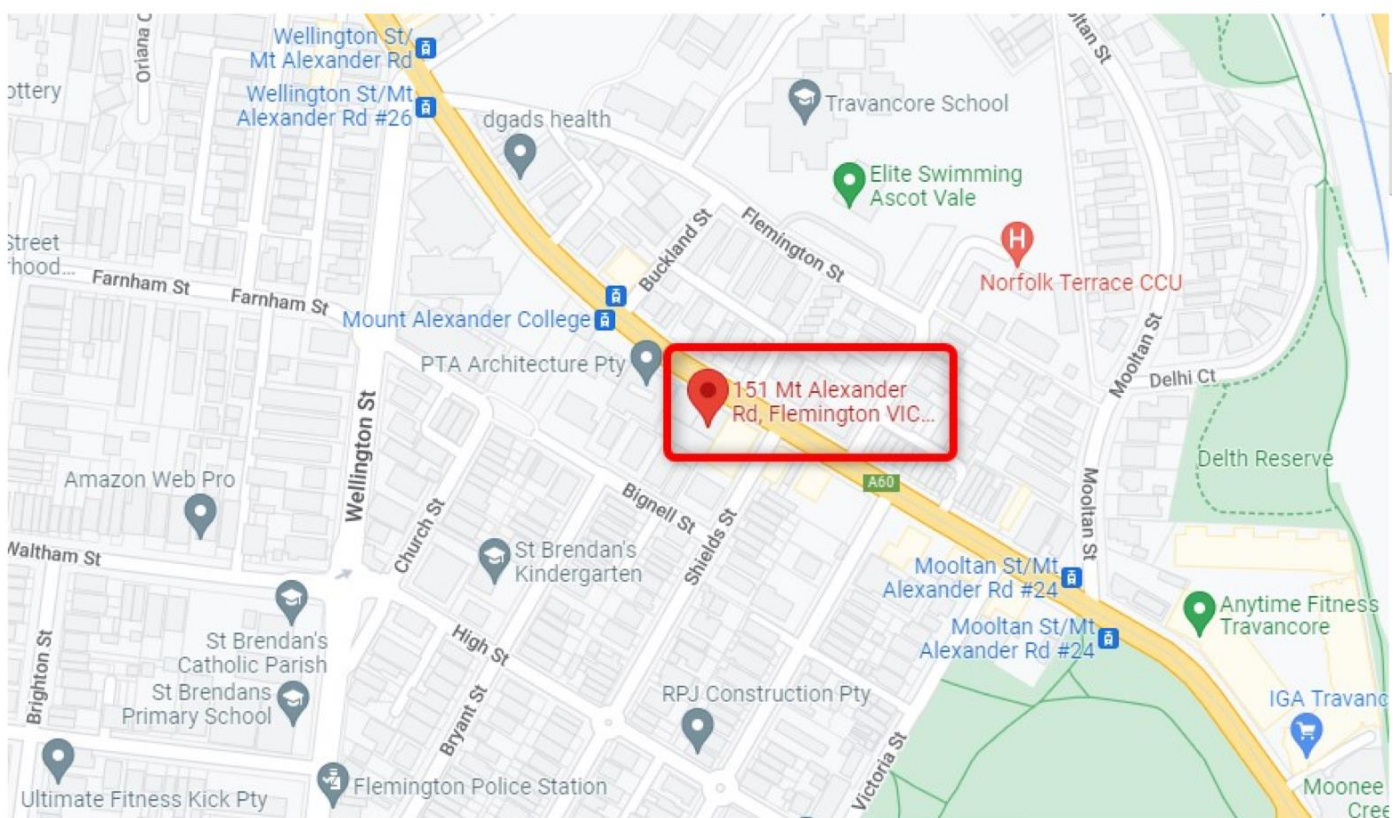 Oriana C
Wellington St/
Mt Alexander Rd
ooltan St
ottery
Wellington St/Mt
Alexander Rd #26
dgads health
Travancore School
Elite Swimming
Ascot Vale
Buckland St
Flemington St
Street
rhood...
Farnham St
Farnham St
Norfolk Terrace CCU
Mount Alexander College
PTA Architecture Pty
151 Mt Alexander
Rd, Flemington VIC...
Mooltan St
Delhi Ct
Wellington St
Amazon Web Pro
Church St
Bignell St
Shields St
A60
Mooltan St
Delth Reserve
Waltham St
St Brendan's
Kindergarten
Mooltan St/Mt
Alexander Rd #24
Anytime Fitness
Travancore
Mooltan St/Mt
Alexander Rd #24
St Brendan's
Catholic Parish
High St
Brighton St
St Brendans
Primary School
Bryant St
RPJ Construction Pty
IGA Travanc
Victoria St
Ultimate Fitness Kick Pty
Flemington Police Station
Moonee
Cree